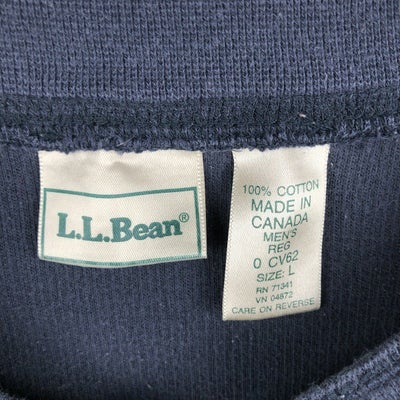 L.L.Bean®
100% COTTON
MADE IN
CANADA
MEN'S
REG
0 CV62
SIZE: L
RN 71341
VN 04872
CARE ON REVERSE